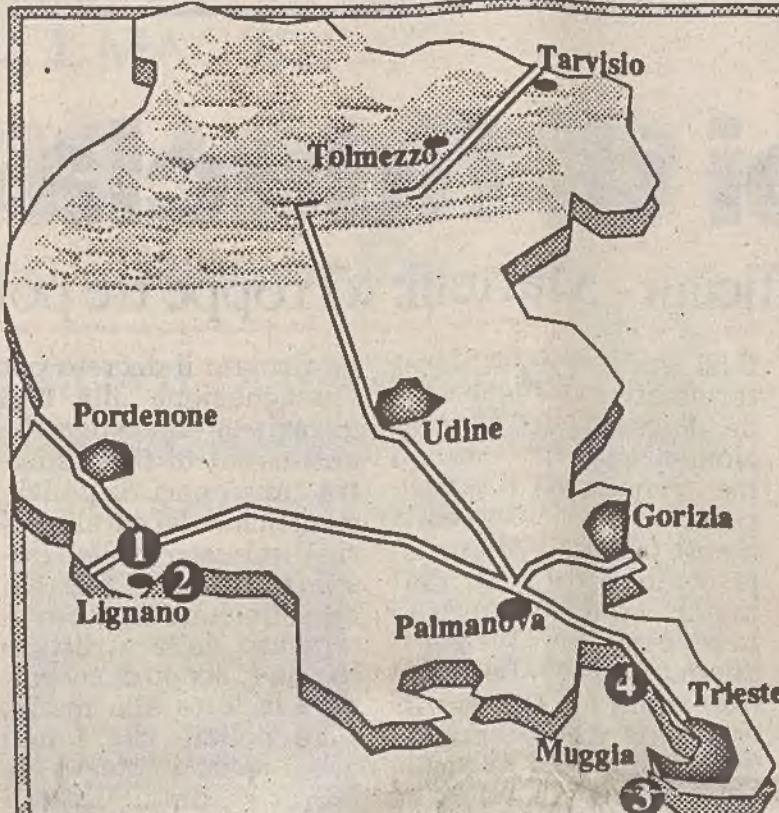 Tarvisio
Tolmezzo
Pordenone
Udine
Gorizia
1
2
Lignano
Palmanova
4
Trieste
Muggia
3